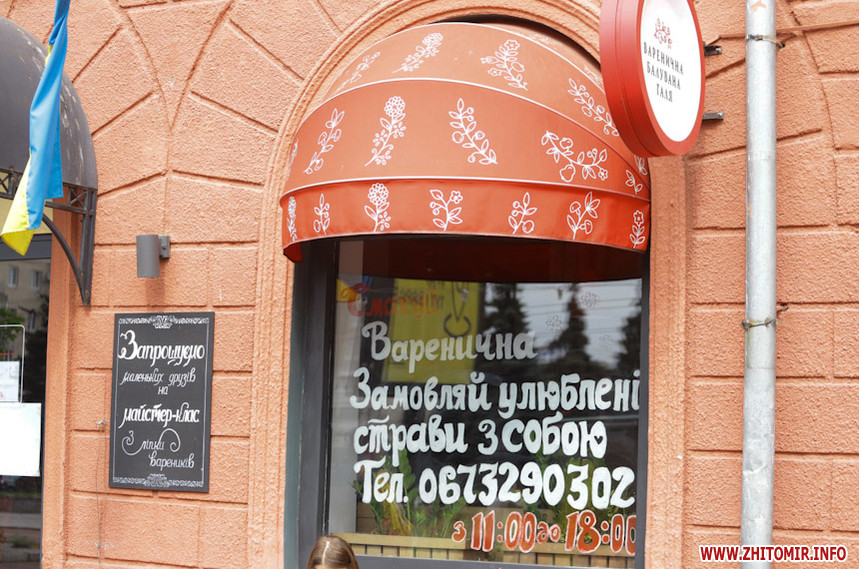 ВАРЕНИЧНА
БАЛУВАНА
ГАЛЯ
Запрошуємо
маленьких друзів
на
майстер-клас
з ліпки
вареників
Варенична
Замовляй улюблені
страви з собою
Тел. 0673290302
з 11:00 до 18:00
WWW.ZHITOMIR.INFO